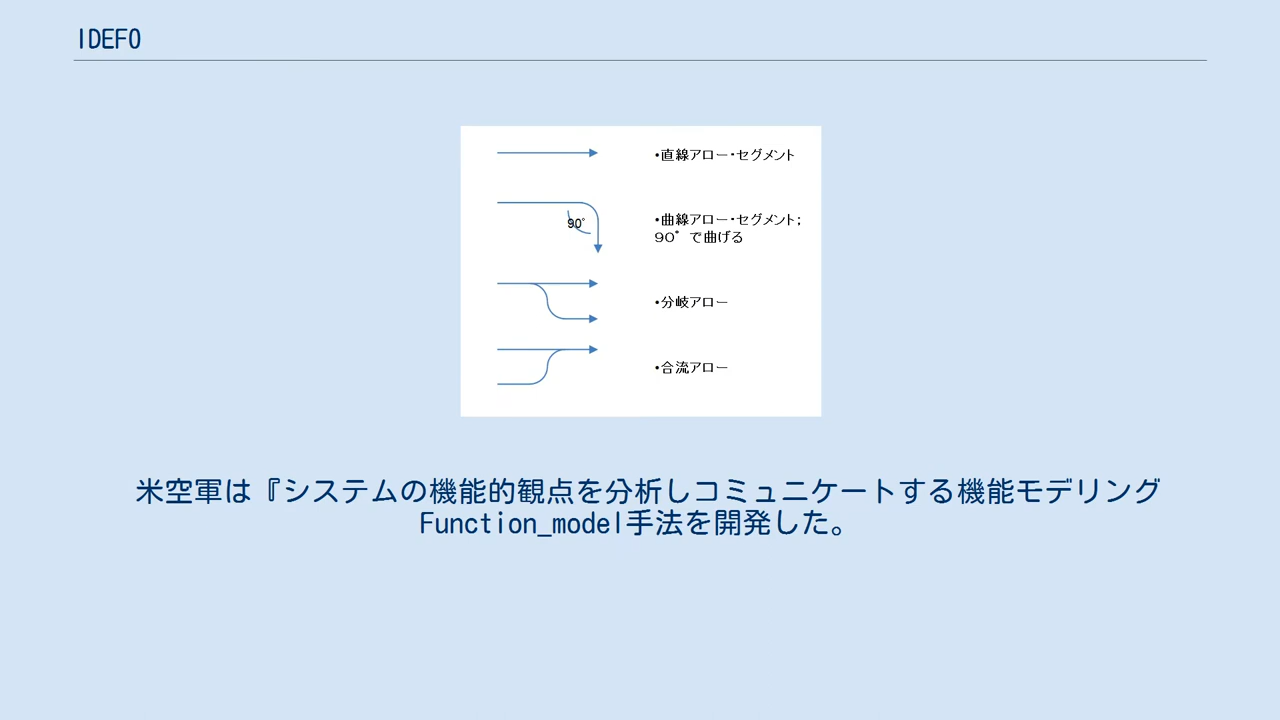 IDEF0
・直線アロー・セグメント
90°
・曲線アロー・セグメント;
90°で曲げる
・分岐アロー
・合流アロー
米空軍は『システムの機能的観点を分析しコミュニケートする機能モデリング
Function_model手法を開発した。